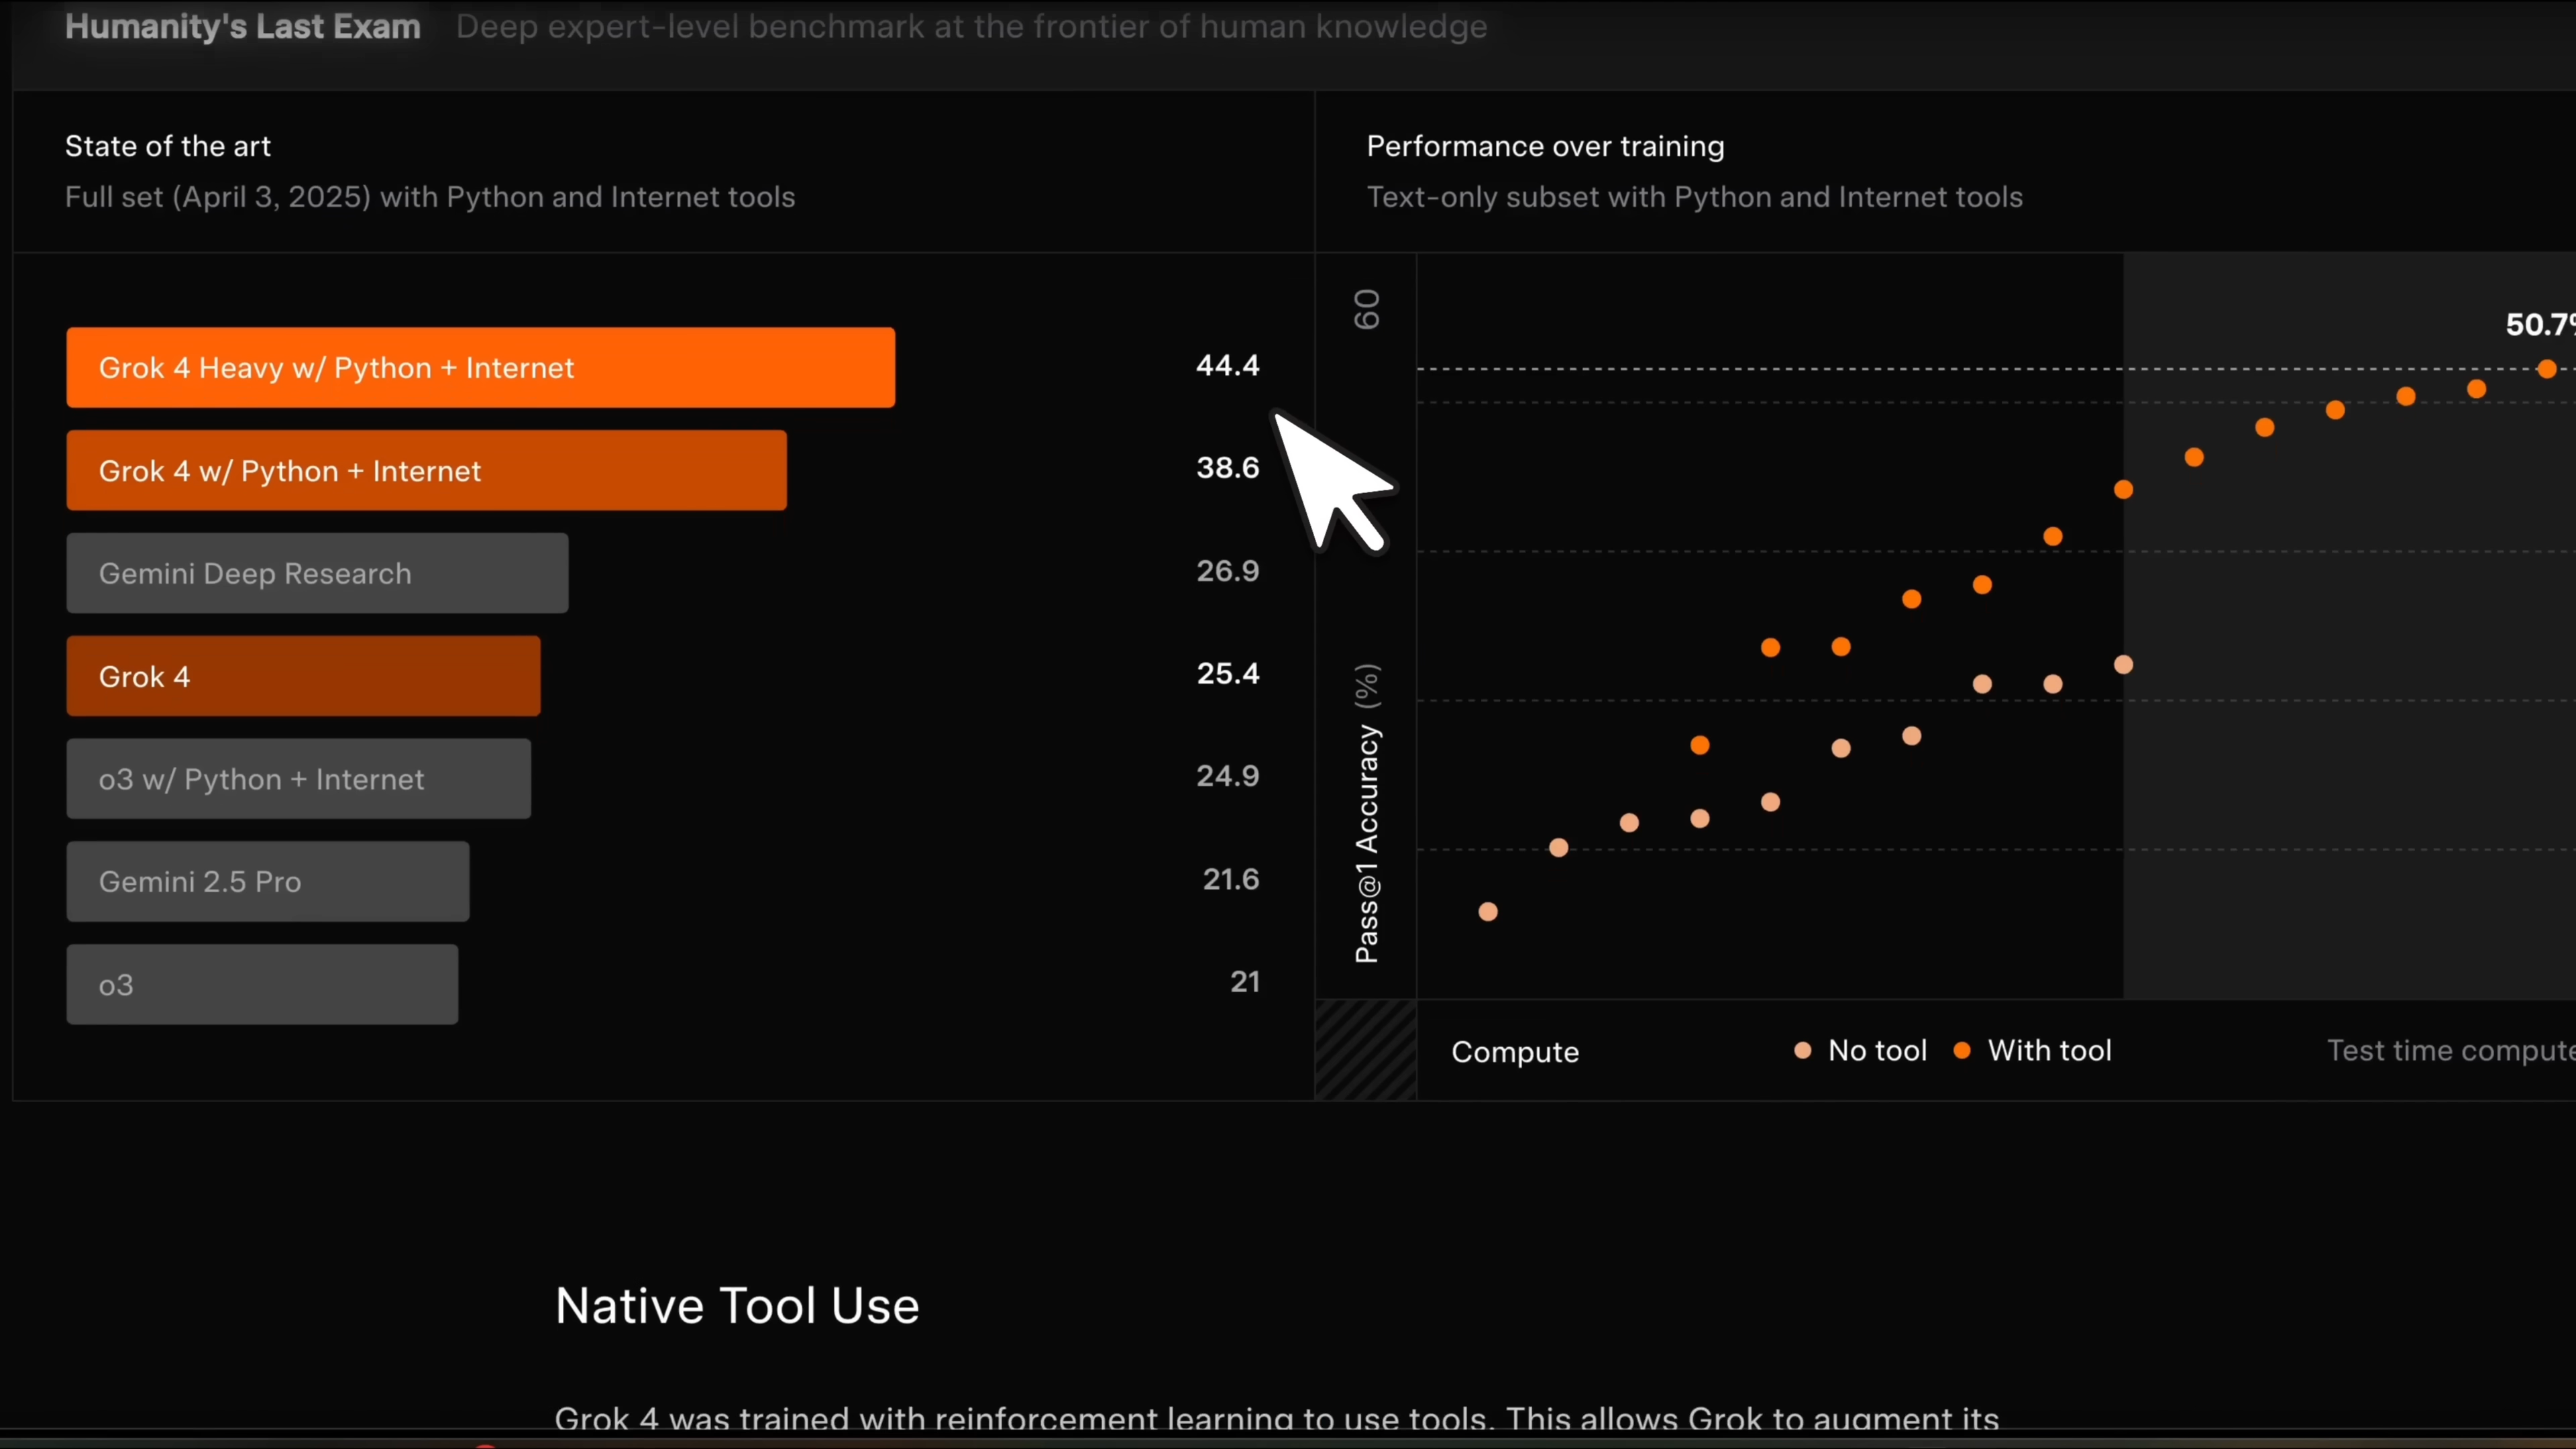 Humanity's Last Exam Deep expert-level benchmark at the frontier of human knowledge
State of the art
Full set (April 3, 2025) with Python and Internet tools
Grok 4 Heavy w/ Python + Internet 44.4
Grok 4 w/ Python + Internet 38.6
Gemini Deep Research 26.9
Grok 4 25.4
o3 w/ Python + Internet 24.9
Gemini 2.5 Pro 21.6
o3 21
Performance over training
Text-only subset with Python and Internet tools
60
Pass@1 Accuracy (%)
50.7%
Compute
No tool
With tool
Test time compute
Native Tool Use
Grok 4 was trained with reinforcement learning to use tools. This allows Grok to augment its